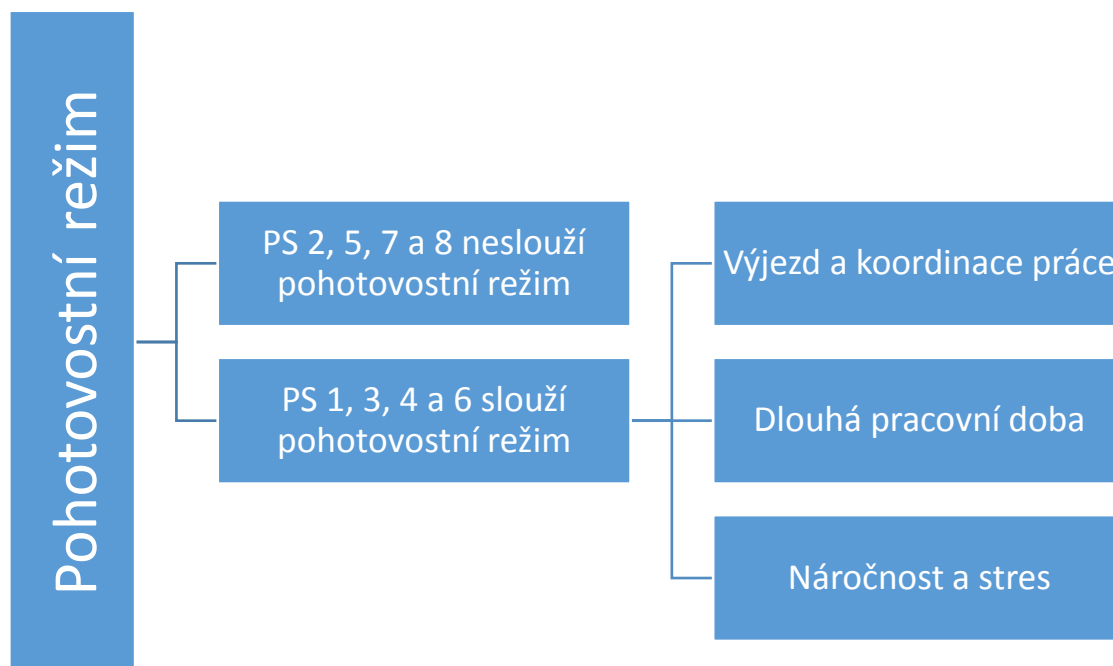 Pohotovostní režim
PS 2, 5, 7 a 8 neslouží
pohotovostní režim
PS 1, 3, 4 a 6 slouží
pohotovostní režim
Výjezd a koordinace práce
Dlouhá pracovní doba
Náročnost a stres